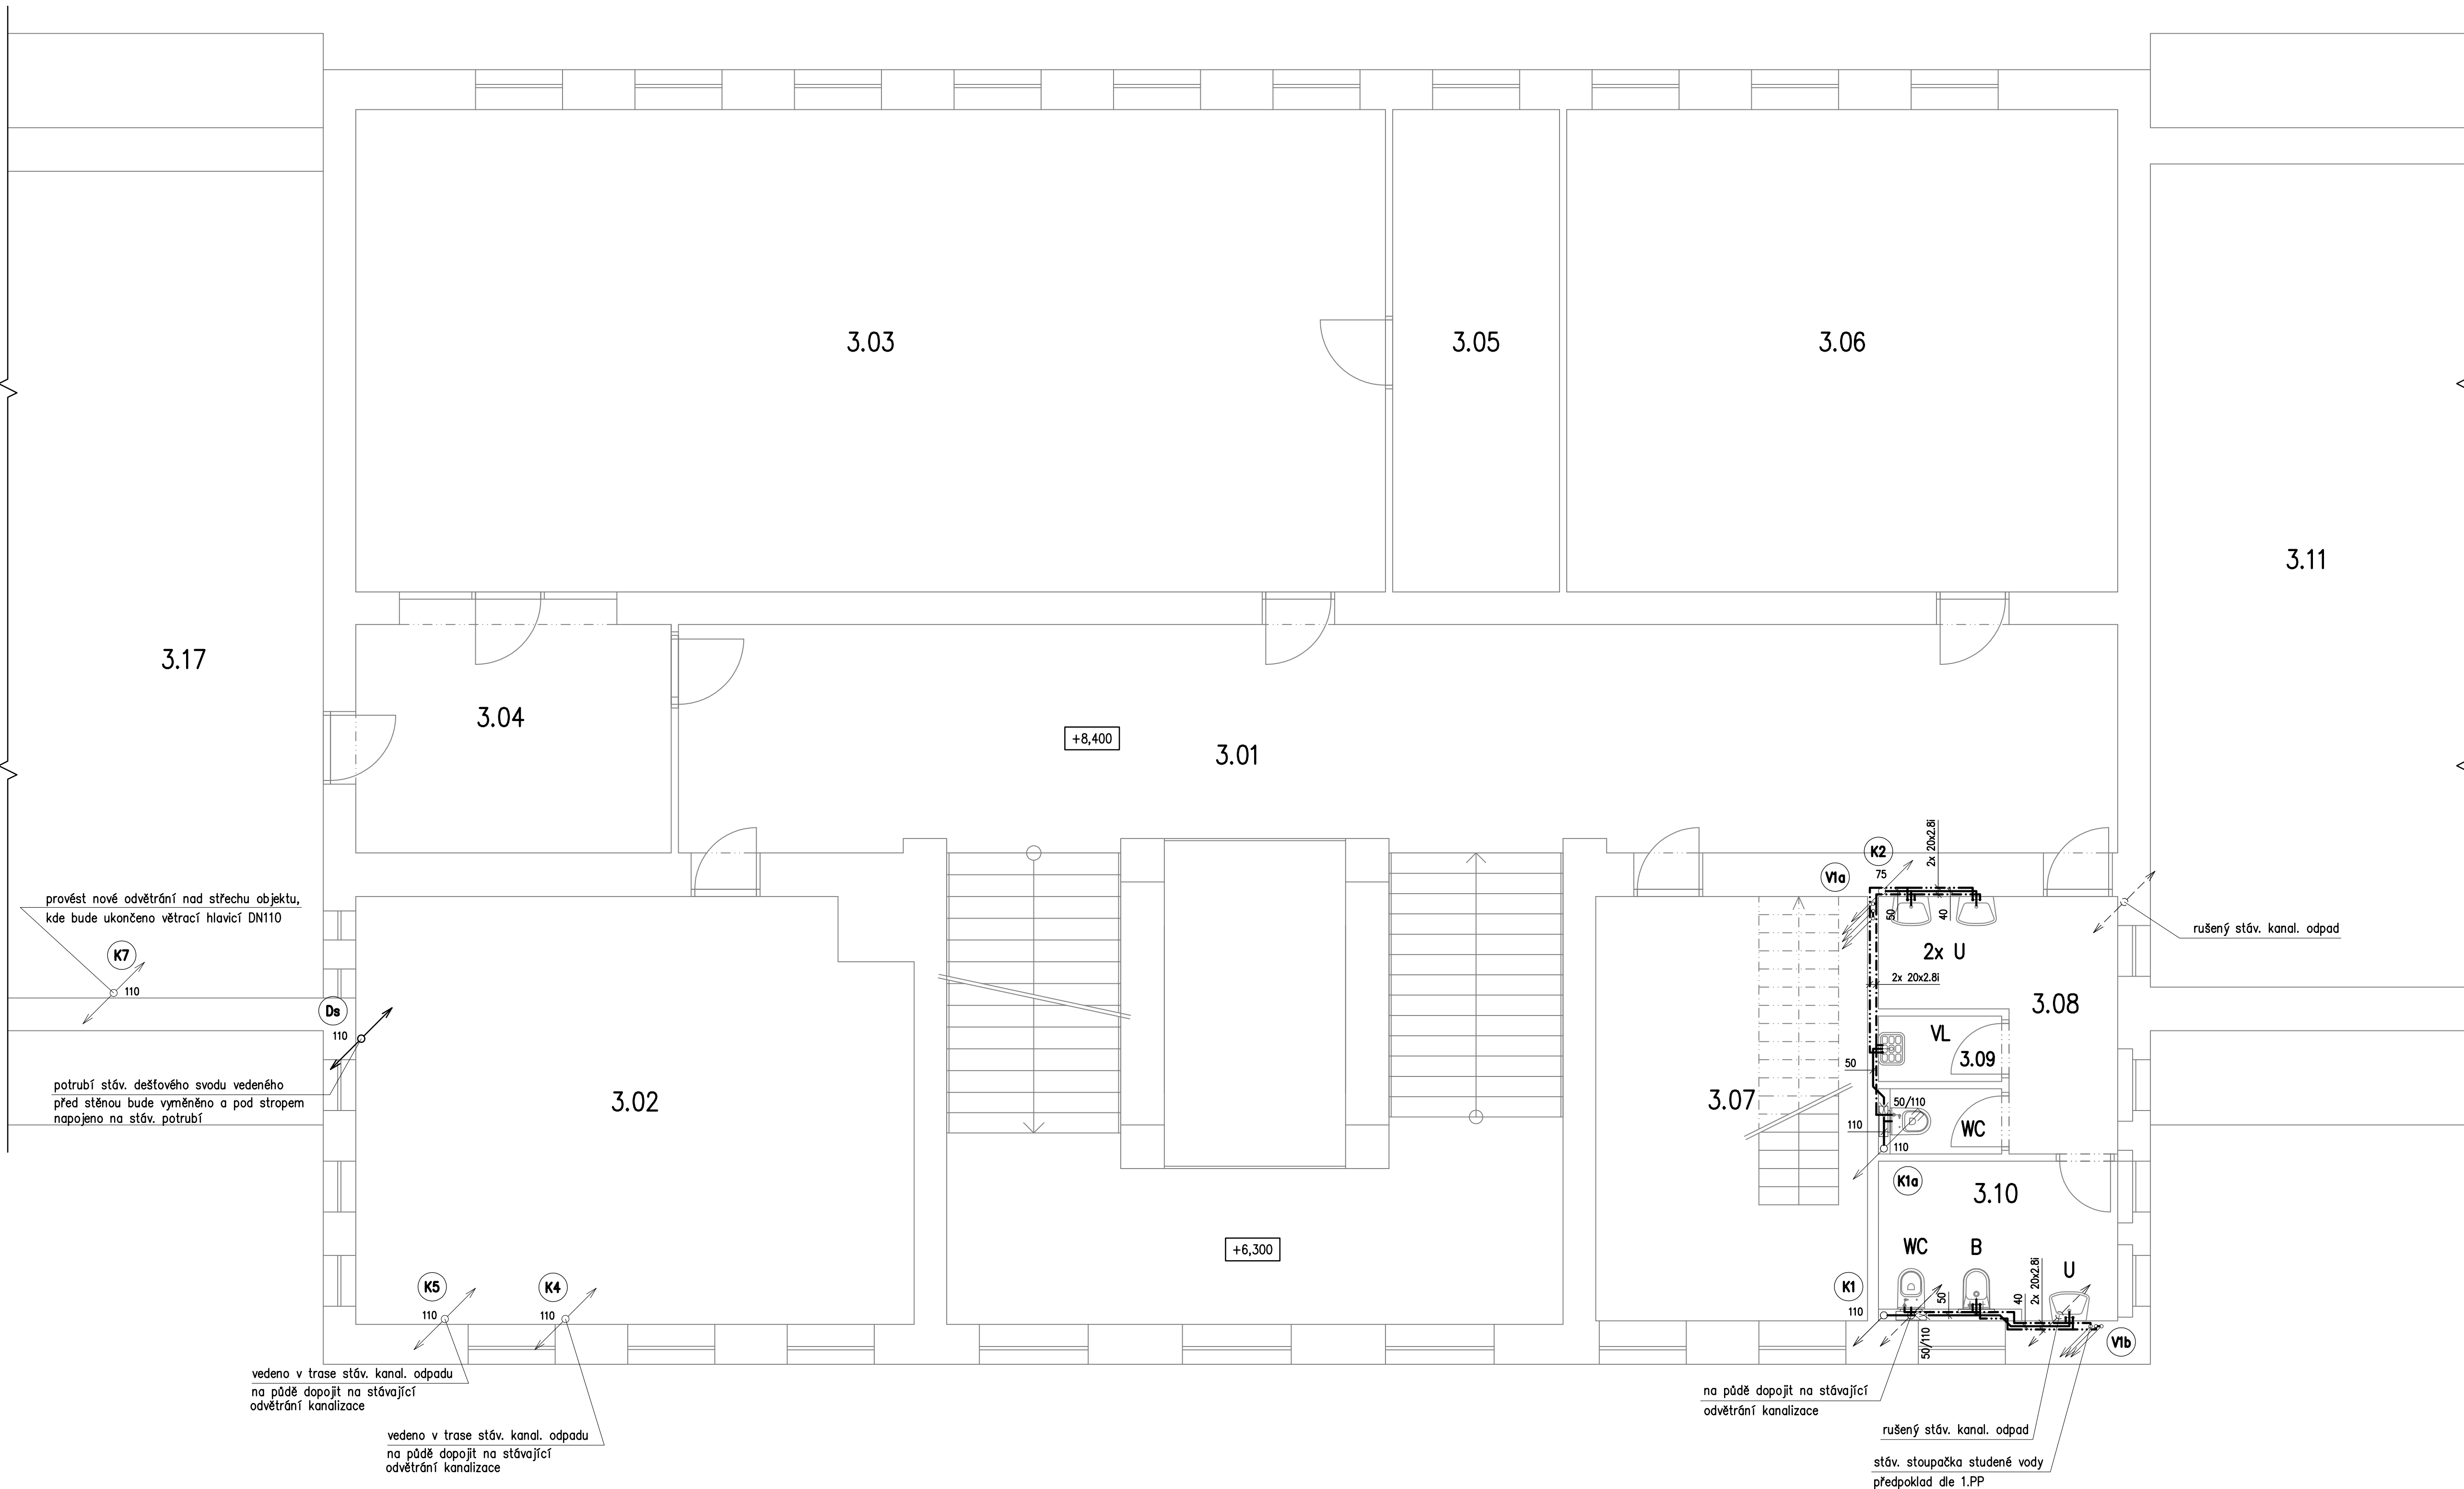 3.03
3.05
3.06
3.11
3.17
3.04
+8,400
3.01
2x 20x2.8i
K2
V1a
75
50
40
2x U
2x 20x2.8i
3.08
rušený stáv. kanal. odpad
provést nové odvětrání nad střechu objektu,
kde bude ukončeno větrací hlavicí DN110
K7
110
Ds
110
potrubí stáv. dešťového svodu vedeného
před stěnou bude vyměněno a pod stropem
napojeno na stáv. potrubí
3.02
3.07
VL
3.09
50
50/110
WC
110
110
K1a
3.10
+6,300
WC
B
U
K5
110
K4
110
K1
110
50
40
2x 20x2.8i
50/110
V1b
vedeno v trase stáv. kanal. odpadu
na půdě dopojit na stávající
odvětrání kanalizace
vedeno v trase stáv. kanal. odpadu
na půdě dopojit na stávající
odvětrání kanalizace
na půdě dopojit na stávající
odvětrání kanalizace
rušený stáv. kanal. odpad
stáv. stoupačka studené vody
předpoklad dle 1.PP